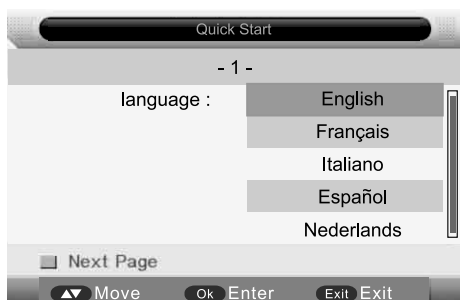 Quick Start
- 1 -
language : English
Français
Italiano
Español
Nederlands
Next Page
▲▼ Move Ok Enter Exit Exit